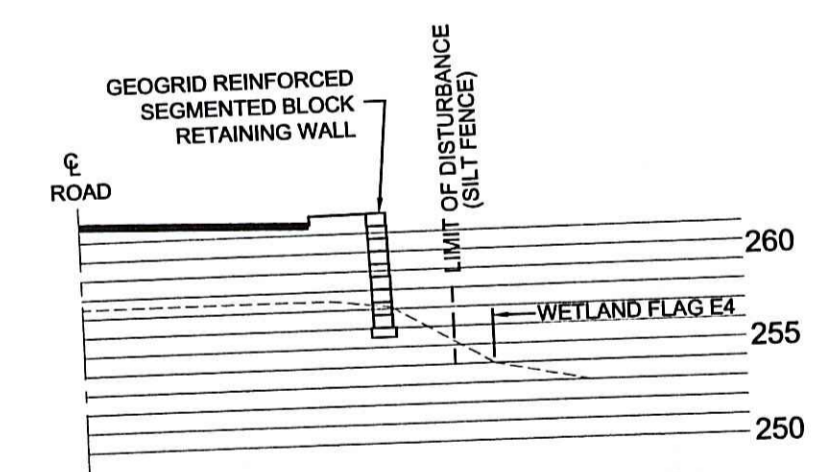 GEOGRID REINFORCED
SEGMENTED BLOCK
RETAINING WALL
LIMIT OF DISTURBANCE
(SILT FENCE)
℄
ROAD
260
WETLAND FLAG E4
255
250